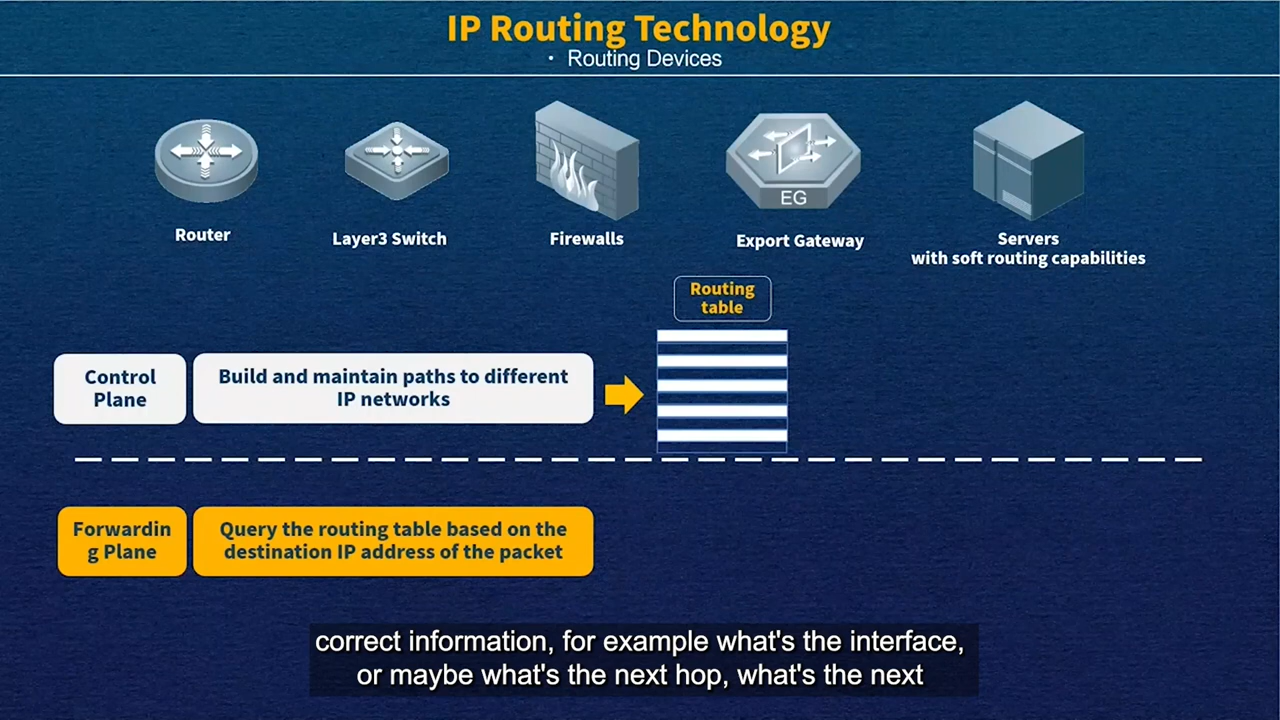 IP Routing Technology
• Routing Devices
EG
Router
Layer3 Switch
Firewalls
Export Gateway
Servers
with soft routing capabilities
Routing
table
Control
Plane
Build and maintain paths to different
IP networks
Forwardin
g Plane
Query the routing table based on the
destination IP address of the packet
correct information, for example what's the interface,
or maybe what's the next hop, what's the next